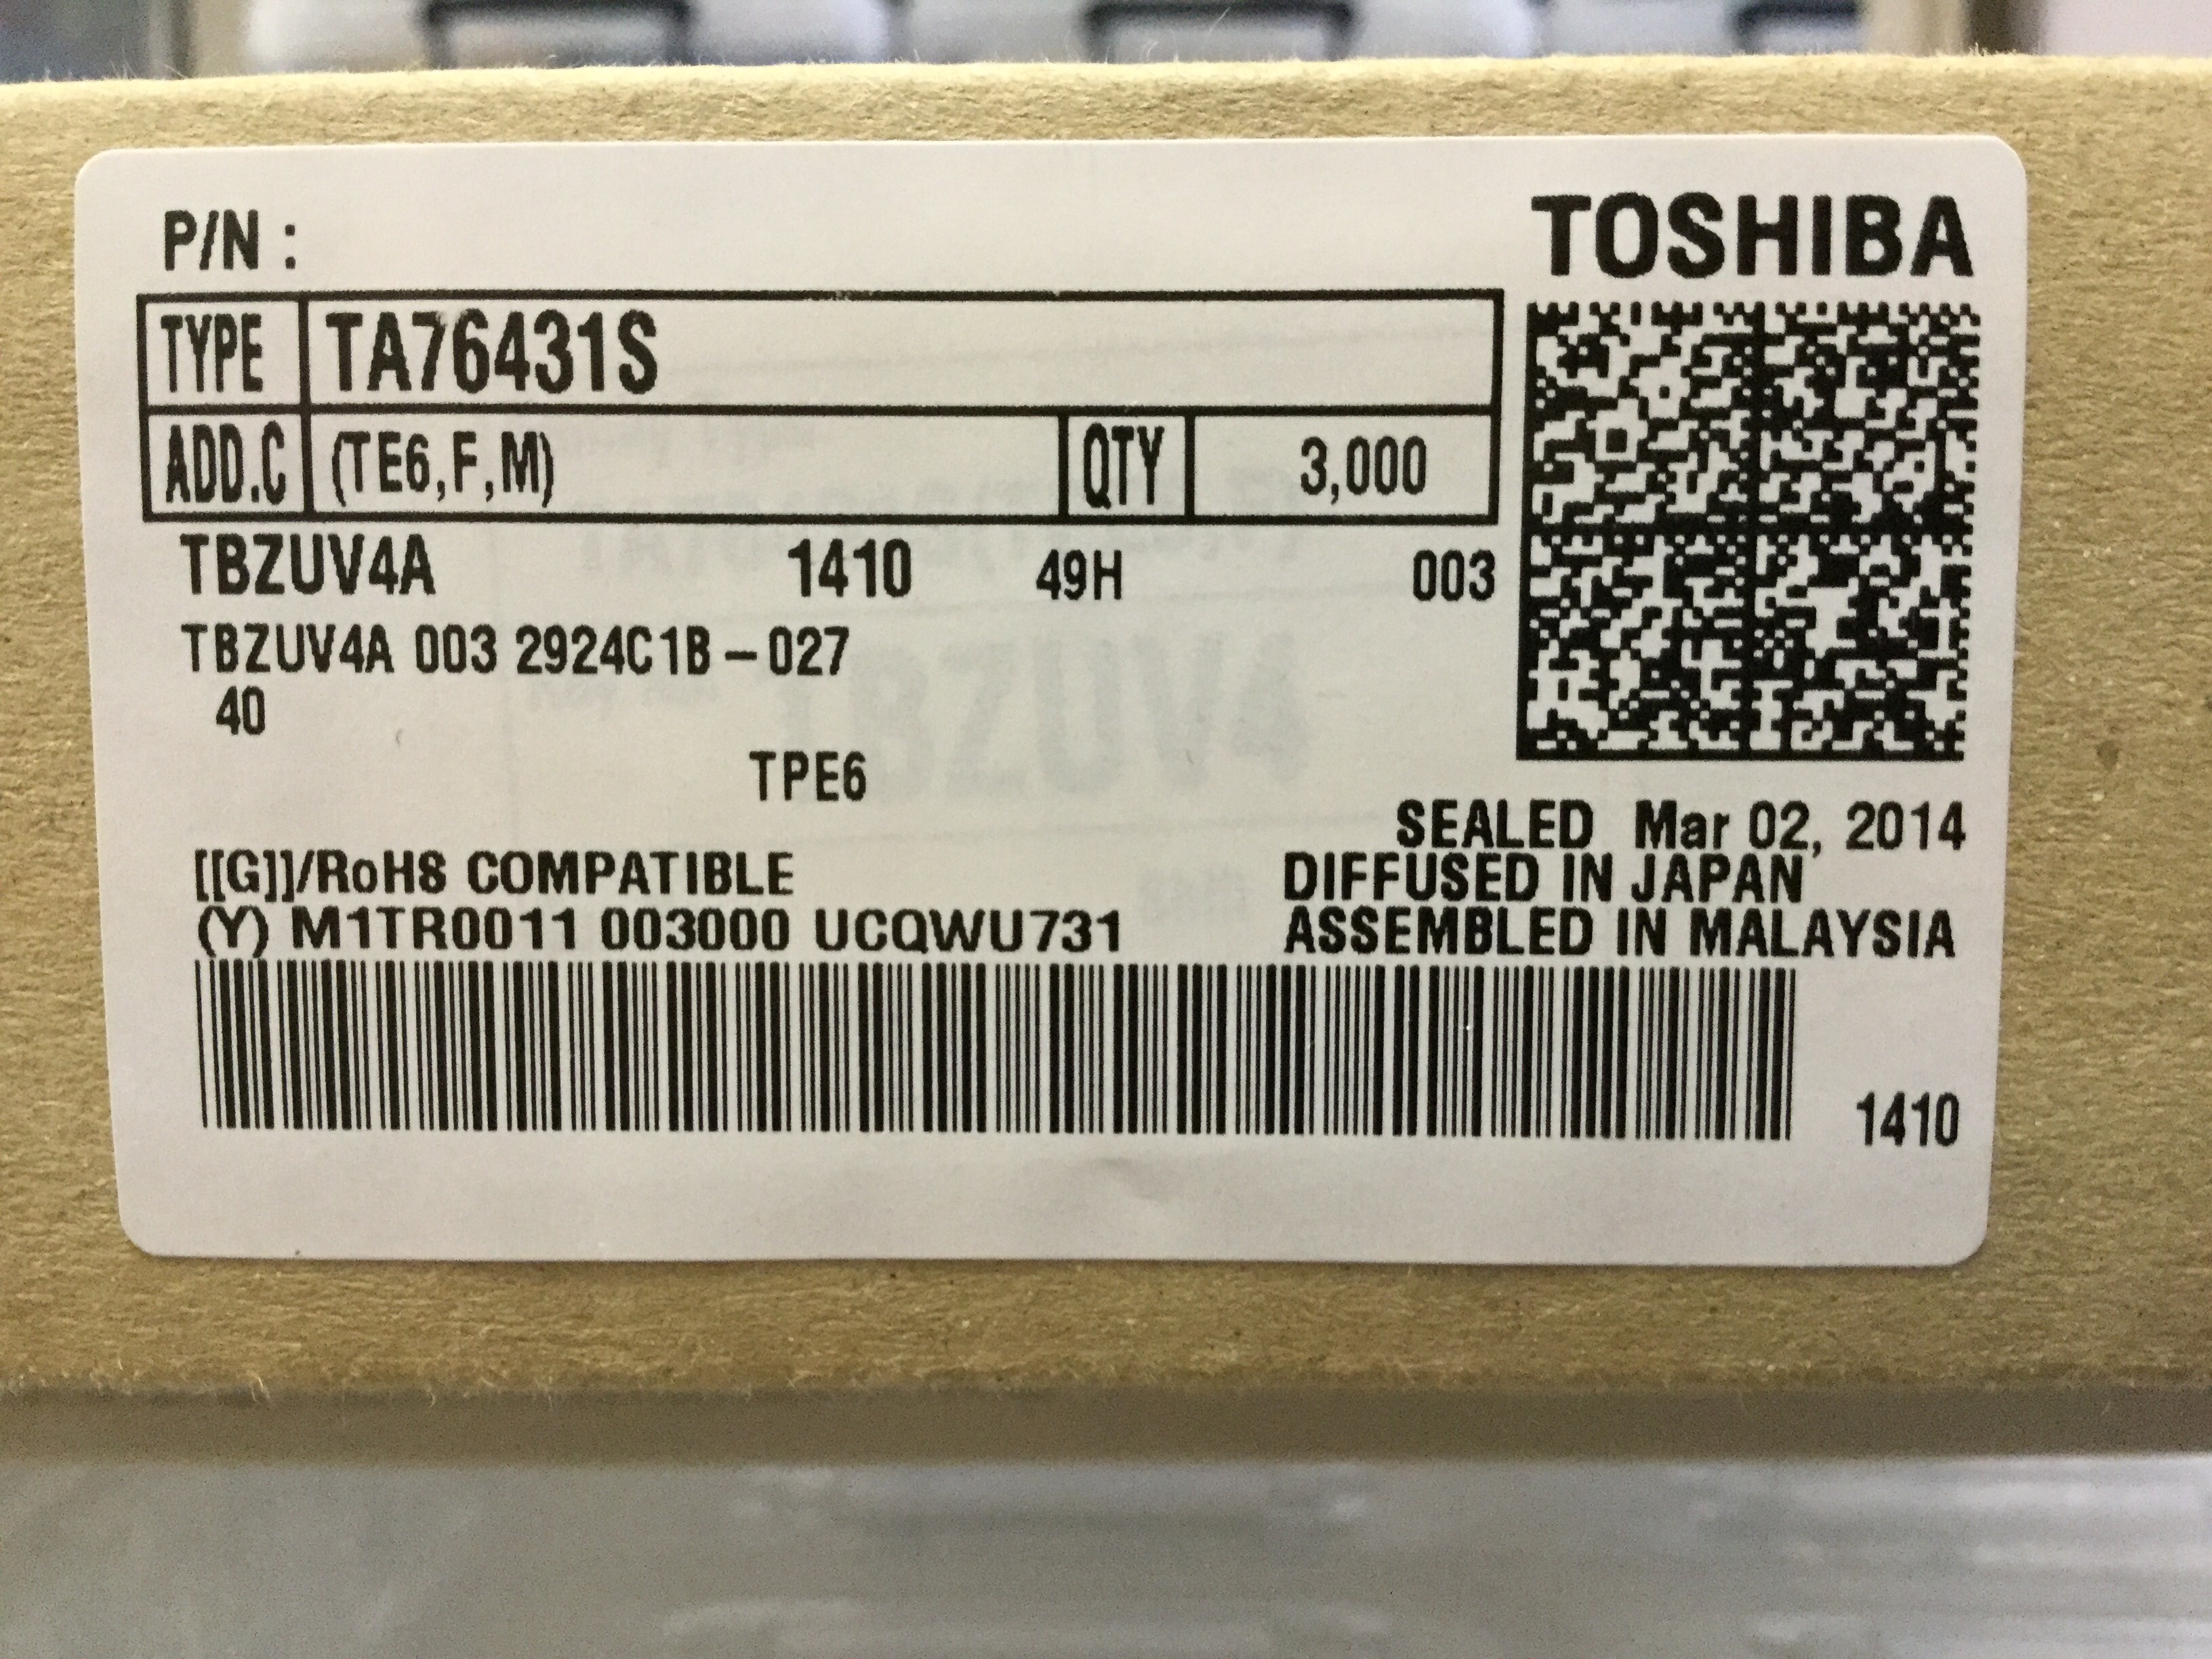 P/N :
TOSHIBA
TYPE TA76431S
ADD.C (TE6,F,M) QTY 3,000
TBZUV4A 1410 49H 003
TBZUV4A 003 2924C1B-027
40
TPE6
SEALED Mar 02, 2014
[[G]]/RoHS COMPATIBLE DIFFUSED IN JAPAN
(Y) M1TR0011 003000 UCQWU731 ASSEMBLED IN MALAYSIA
1410